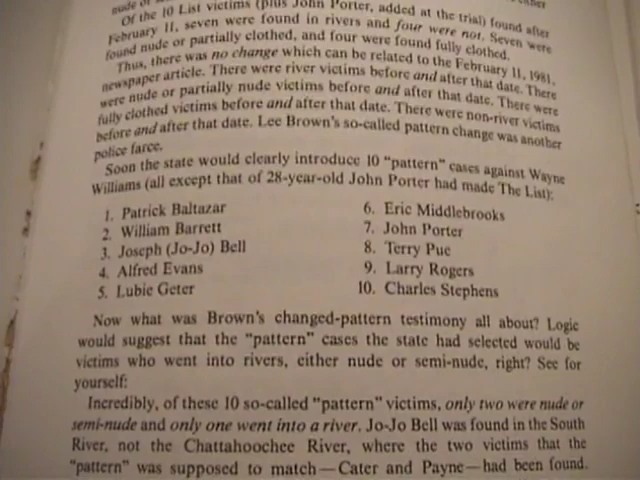 Of the 10 List victims (plus John Porter, added at the trial) found after
February 11, seven were found in rivers and four were not. Seven were
found nude or partially clothed, and four were found fully clothed.
Thus, there was no change which can be related to the February 11, 1981,
newspaper article. There were river victims before and after that date. There
were nude or partially nude victims before and after that date. There were
fully clothed victims before and after that date. There were non-river victims
before and after that date. Lee Brown's so-called pattern change was another
police farce.
Soon the state would clearly introduce 10 "pattern" cases against Wayne
Williams (all except that of 28-year-old John Porter had made The List):
1. Patrick Baltazar
2. William Barrett
3. Joseph (Jo-Jo) Bell
4. Alfred Evans
5. Lubie Geter
6. Eric Middlebrooks
7. John Porter
8. Terry Pue
9. Larry Rogers
10. Charles Stephens
Now what was Brown's changed-pattern testimony all about? Logic
would suggest that the "pattern" cases the state had selected would be
victims who went into rivers, either nude or semi-nude, right? See for
yourself:
Incredibly, of these 10 so-called "pattern" victims, only two were nude or
semi-nude and only one went into a river. Jo-Jo Bell was found in the South
River, not the Chattahoochee River, where the two victims that the
"pattern" was supposed to match—Cater and Payne—had been found.